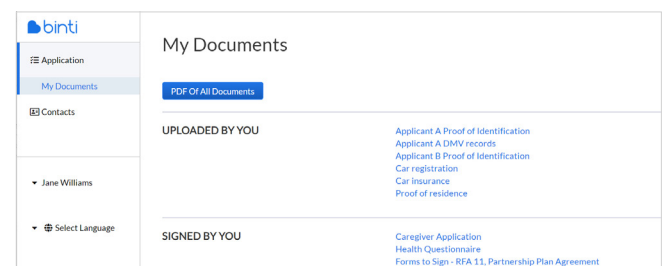 binti
Application
My Documents
Contacts
Jane Williams
Select Language
My Documents
PDF Of All Documents
UPLOADED BY YOU
Applicant A Proof of Identification
Applicant A DMV records
Applicant B Proof of Identification
Car registration
Car insurance
Proof of residence
SIGNED BY YOU
Caregiver Application
Health Questionnaire
Forms to Sign - RFA 11, Partnership Plan Agreement